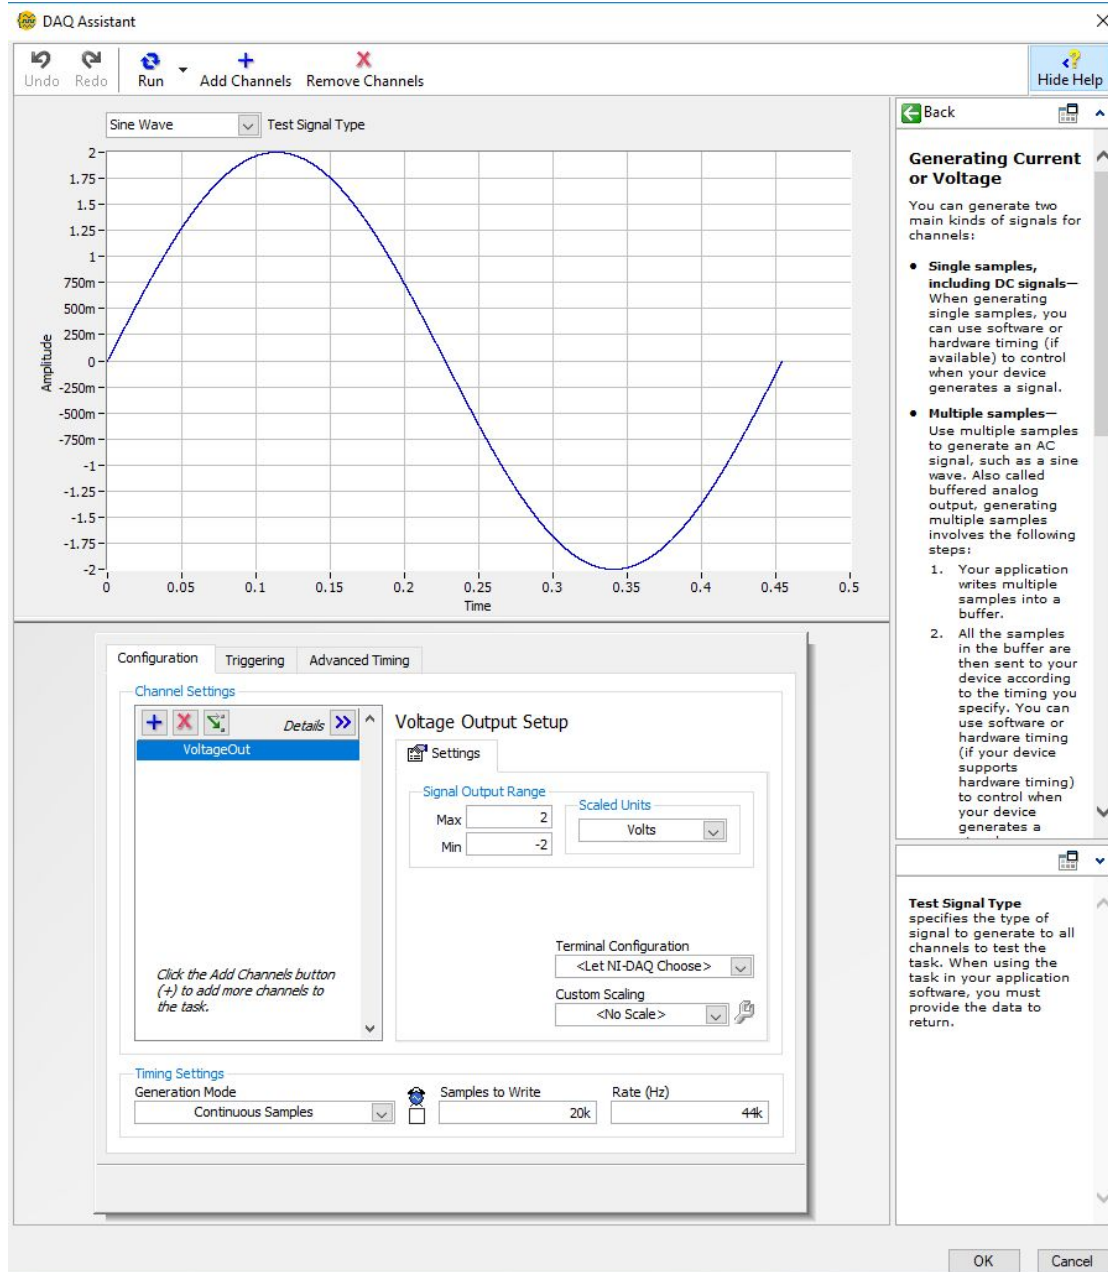 DAQ Assistant
Undo
Redo
Run
Add Channels
Remove Channels
Hide Help
Sine Wave
Test Signal Type
2
1.75
1.5
1.25
1
750m
500m
250m
0
-250m
-500m
-750m
-1
-1.25
-1.5
-1.75
-2
Amplitude
0 0.05 0.1 0.15 0.2 0.25 0.3 0.35 0.4 0.45 0.5
Time
Configuration
Triggering
Advanced Timing
Channel Settings
Details
VoltageOut
Click the Add Channels button
(+) to add more channels to
the task.
Voltage Output Setup
Settings
Signal Output Range
Max 2
Min -2
Scaled Units
Volts
Terminal Configuration
<Let NI-DAQ Choose>
Custom Scaling
<No Scale>
Timing Settings
Generation Mode
Continuous Samples
Samples to Write
20k
Rate (Hz)
44k
Back
Generating Current
or Voltage
You can generate two
main kinds of signals for
channels:
• Single samples,
including DC signals—
When generating
single samples, you
can use software or
hardware timing (if
available) to control
when your device
generates a signal.
• Multiple samples—
Use multiple samples
to generate an AC
signal, such as a sine
wave. Also called
buffered analog
output, generating
multiple samples
involves the following
steps:
1. Your application
writes multiple
samples into a
buffer.
2. All the samples
in the buffer are
then sent to your
device according
to the timing you
specify. You can
use software or
hardware timing
(if your device
supports
hardware timing)
to control when
your device
generates a
Test Signal Type
specifies the type of
signal to generate to all
channels to test the
task. When using the
task in your application
software, you must
provide the data to
return.
OK
Cancel